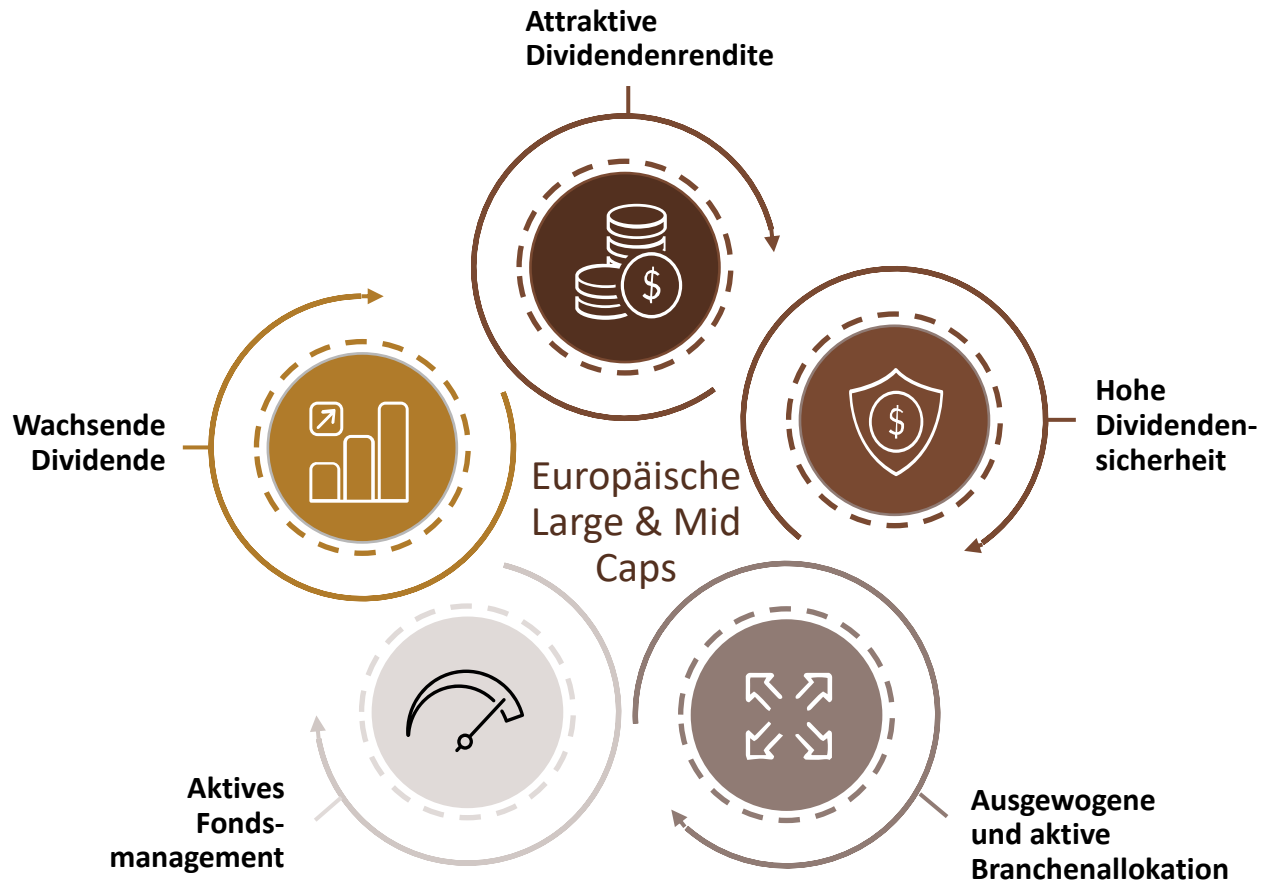 Attraktive
Dividendenrendite
$
$
Hohe
Dividenden-
sicherheit
Wachsende
Dividende
Europäische
Large & Mid
Caps
Aktives
Fonds-
management
Ausgewogene
und aktive
Branchenallokation